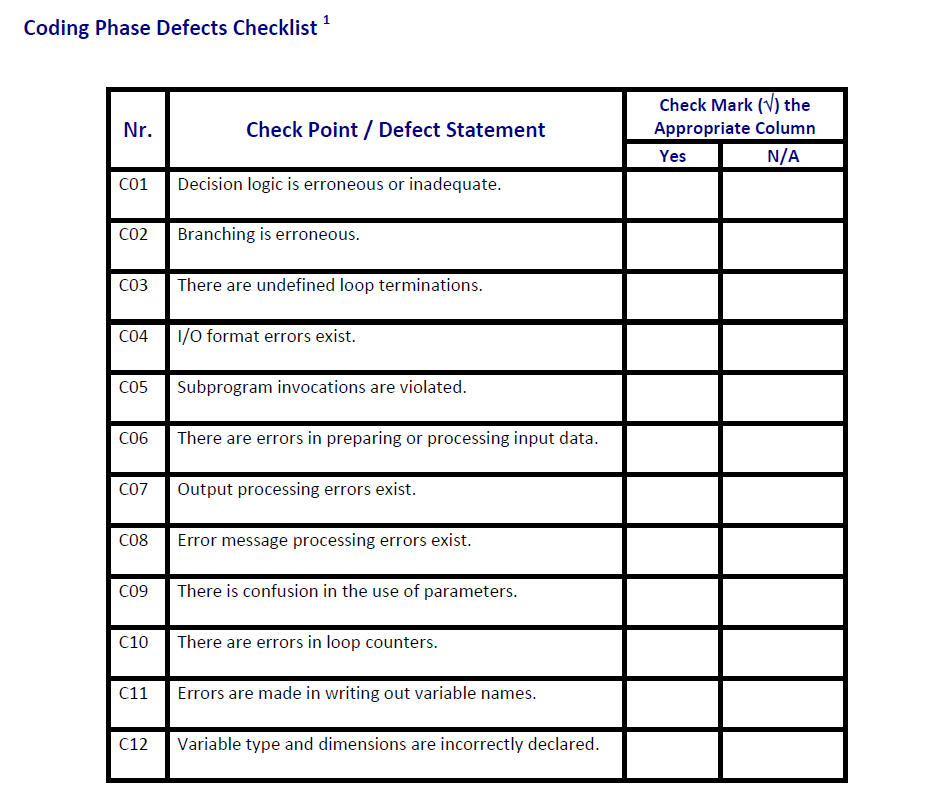 Coding Phase Defects Checklist 1
Nr.
Check Point / Defect Statement
Check Mark (√) the
Appropriate Column
Yes
N/A
C01 Decision logic is erroneous or inadequate.
C02 Branching is erroneous.
C03 There are undefined loop terminations.
C04 I/O format errors exist.
C05 Subprogram invocations are violated.
C06 There are errors in preparing or processing input data.
C07 Output processing errors exist.
C08 Error message processing errors exist.
C09 There is confusion in the use of parameters.
C10 There are errors in loop counters.
C11 Errors are made in writing out variable names.
C12 Variable type and dimensions are incorrectly declared.